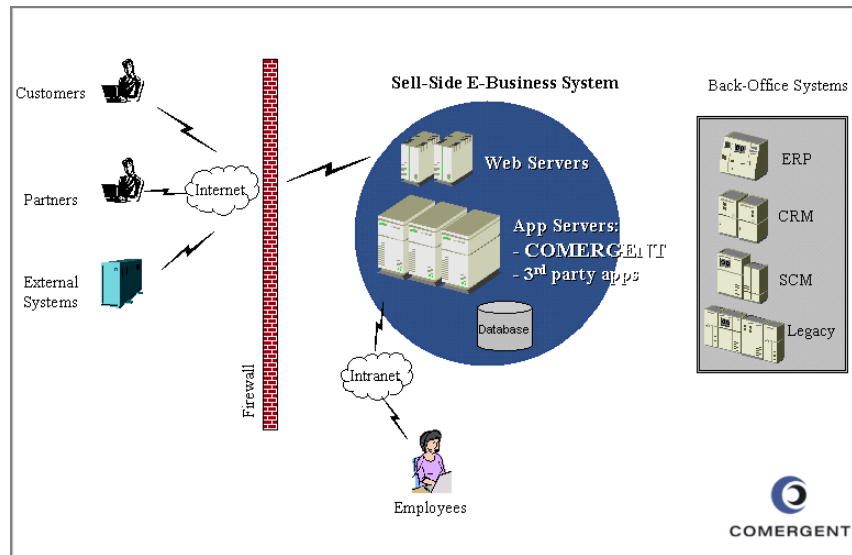 Sell-Side E-Business System
Back-Office Systems
Customers
Partners
External
Systems
Internet
Firewall
Web Servers
App Servers:
- COMERGENT
- 3rd party apps
Database
Intranet
Employees
ERP
CRM
SCM
Legacy
COMERGENT